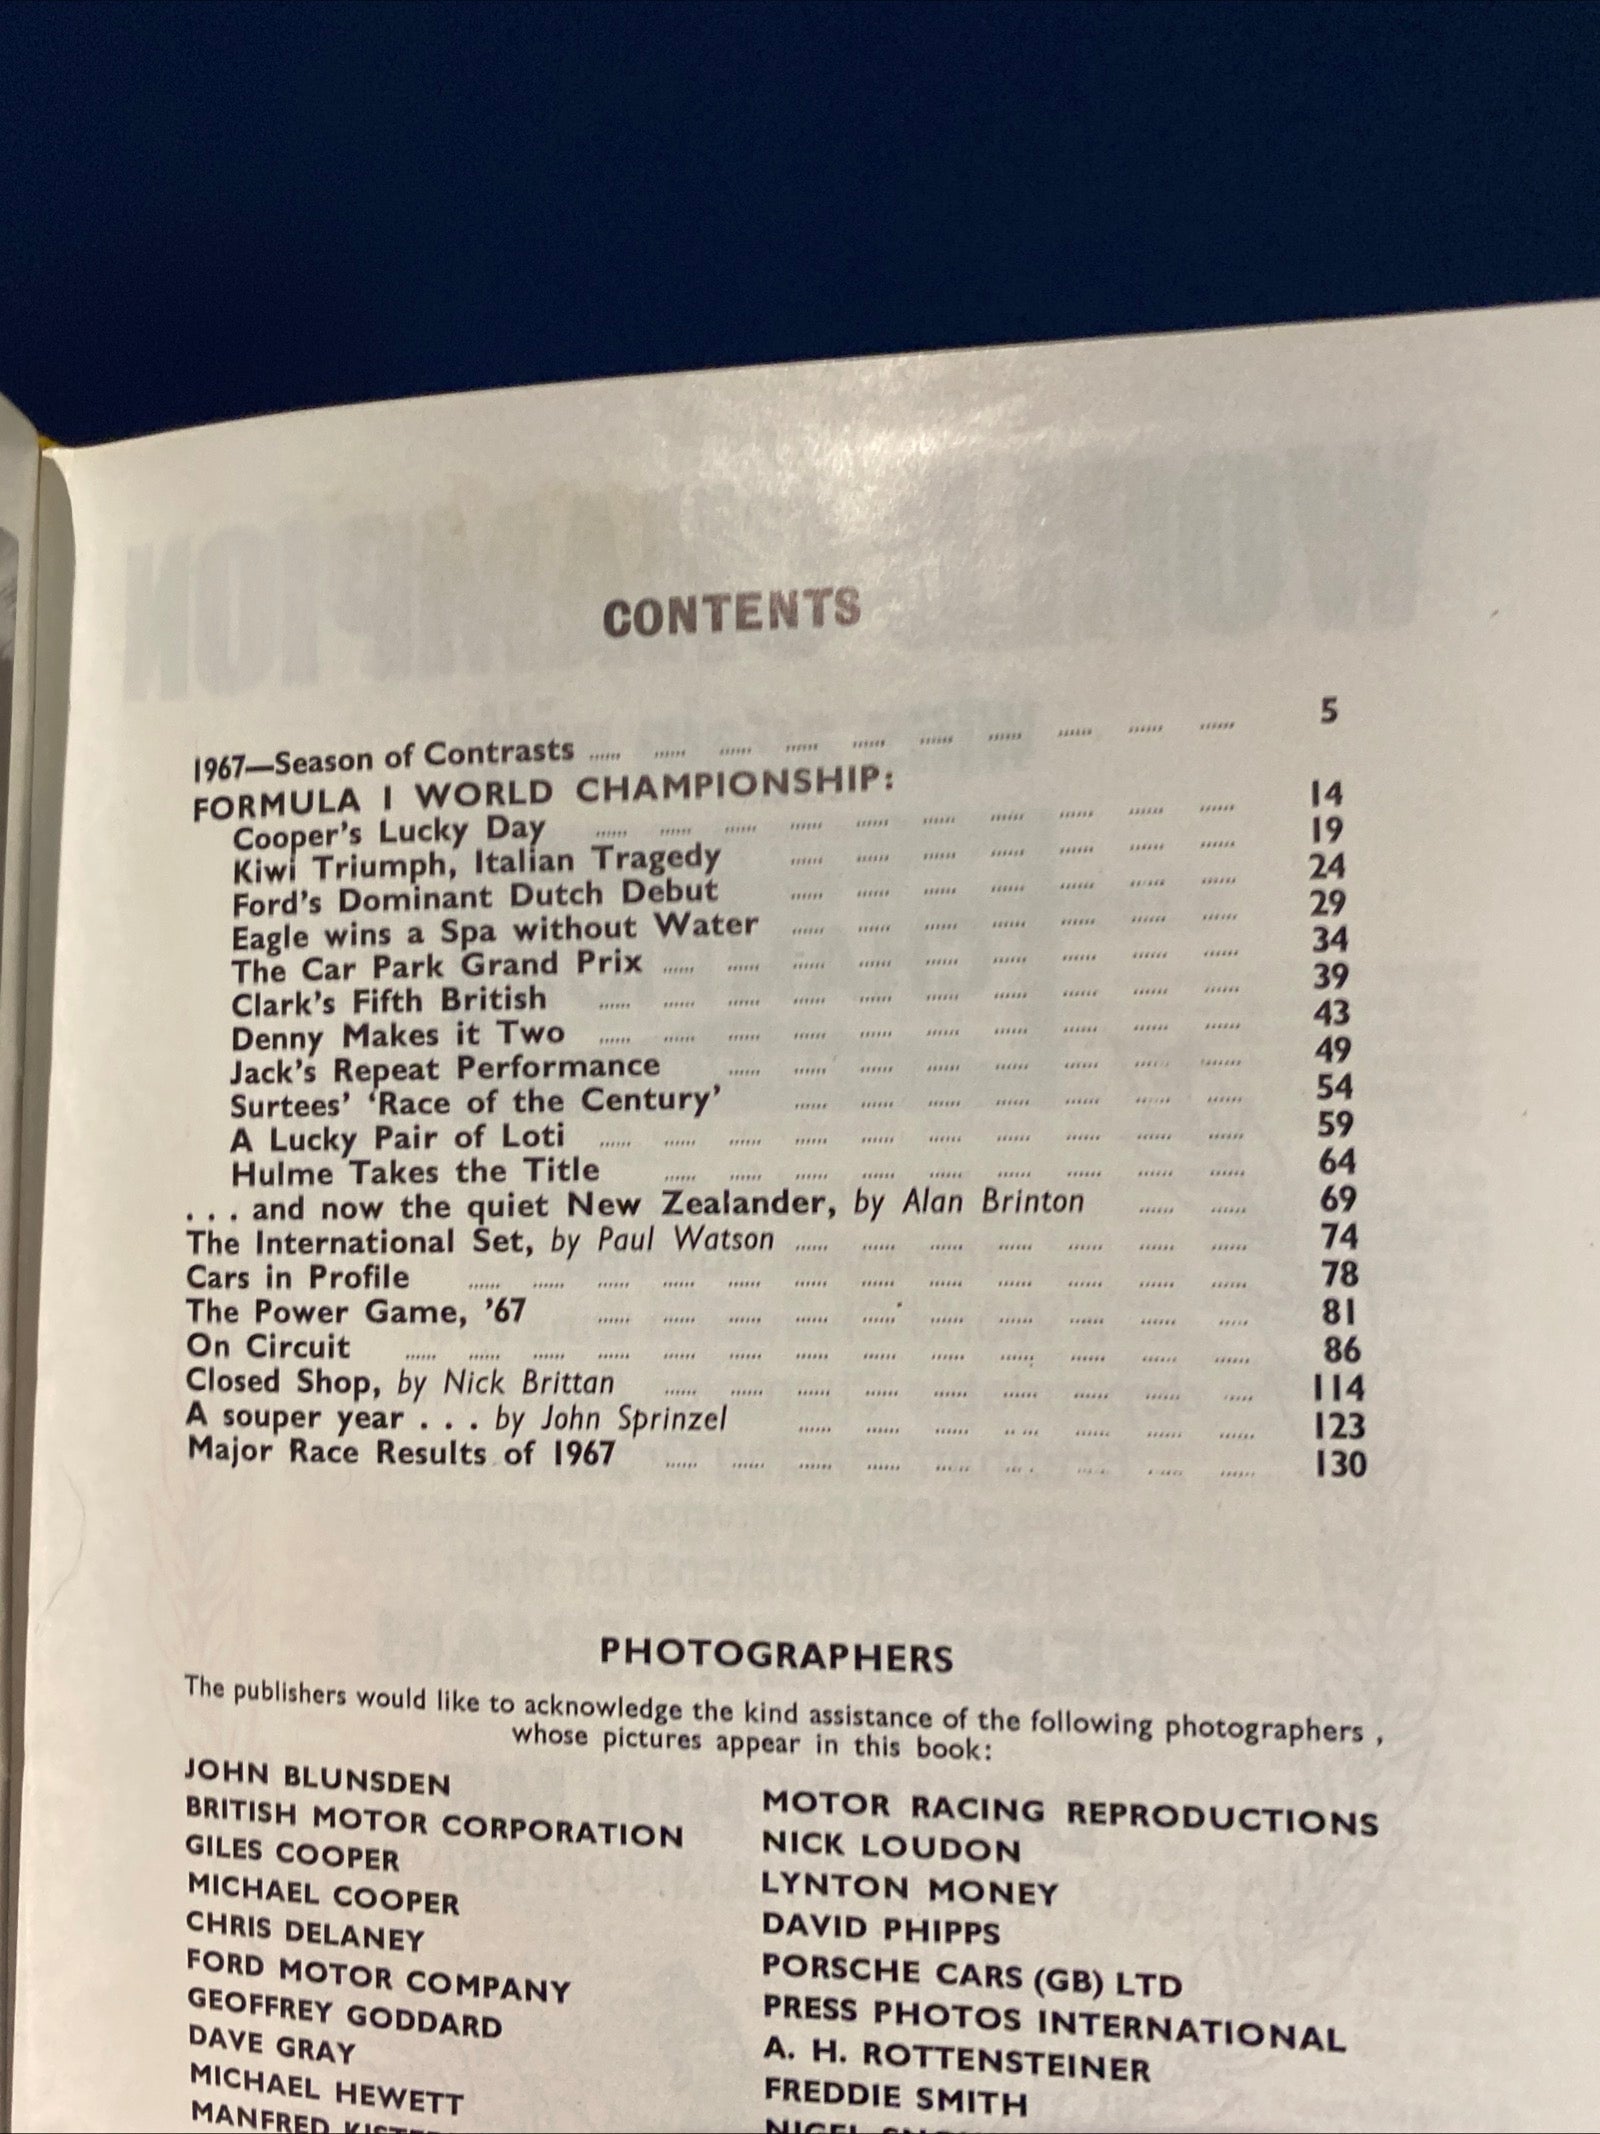 CONTENTS
1967—Season of Contrasts ...... ...... ...... ...... ...... ...... ...... ...... ...... ...... 5
FORMULA I WORLD CHAMPIONSHIP:
Cooper's Lucky Day ...... ...... ...... ...... ...... ...... ...... ...... ...... ...... 14
Kiwi Triumph, Italian Tragedy ...... ...... ...... ...... ...... ...... ...... 19
Ford's Dominant Dutch Debut ...... ...... ...... ...... ...... ...... ...... 24
Eagle wins a Spa without Water ...... ...... ...... ...... ...... ...... ...... 29
The Car Park Grand Prix ...... ...... ...... ...... ...... ...... ...... ...... ...... 34
Clark's Fifth British ...... ...... ...... ...... ...... ...... ...... ...... ...... ...... 39
Denny Makes it Two ...... ...... ...... ...... ...... ...... ...... ...... ...... ...... 43
Jack's Repeat Performance ...... ...... ...... ...... ...... ...... ...... ...... 49
Surtees' 'Race of the Century' ...... ...... ...... ...... ...... ...... ...... 54
A Lucky Pair of Loti ...... ...... ...... ...... ...... ...... ...... ...... ...... ...... 59
Hulme Takes the Title ...... ...... ...... ...... ...... ...... ...... ...... ...... 64
. . . and now the quiet New Zealander, by Alan Brinton ...... ...... 69
The International Set, by Paul Watson ...... ...... ...... ...... ...... ...... ...... 74
Cars in Profile ...... ...... ...... ...... ...... ...... ...... ...... ...... ...... ...... ...... 78
The Power Game, '67 ...... ...... ...... ...... ...... ...... ...... ...... ...... ...... 81
On Circuit ...... ...... ...... ...... ...... ...... ...... ...... ...... ...... ...... ...... ...... 86
Closed Shop, by Nick Brittan ...... ...... ...... ...... ...... ...... ...... ...... ...... 114
A souper year . . . by John Sprinzel ...... ...... ...... ...... ...... ...... ...... 123
Major Race Results of 1967 ...... ...... ...... ...... ...... ...... ...... ...... ...... 130
PHOTOGRAPHERS
The publishers would like to acknowledge the kind assistance of the following photographers ,
whose pictures appear in this book:
JOHN BLUNSDEN
BRITISH MOTOR CORPORATION
GILES COOPER
MICHAEL COOPER
CHRIS DELANEY
FORD MOTOR COMPANY
GEOFFREY GODDARD
DAVE GRAY
MICHAEL HEWETT
MANFRED
MOTOR RACING REPRODUCTIONS
NICK LOUDON
LYNTON MONEY
DAVID PHIPPS
PORSCHE CARS (GB) LTD
PRESS PHOTOS INTERNATIONAL
A. H. ROTTENSTEINER
FREDDIE SMITH